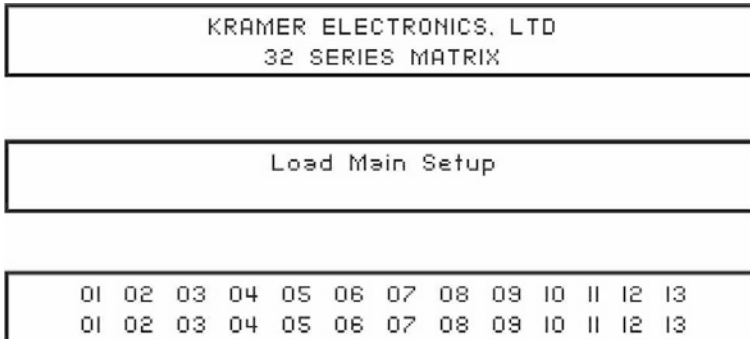 KRAMER ELECTRONICS, LTD
32 SERIES MATRIX
Load Main Setup
01 02 03 04 05 06 07 08 09 10 11 12 13
01 02 03 04 05 06 07 08 09 10 11 12 13